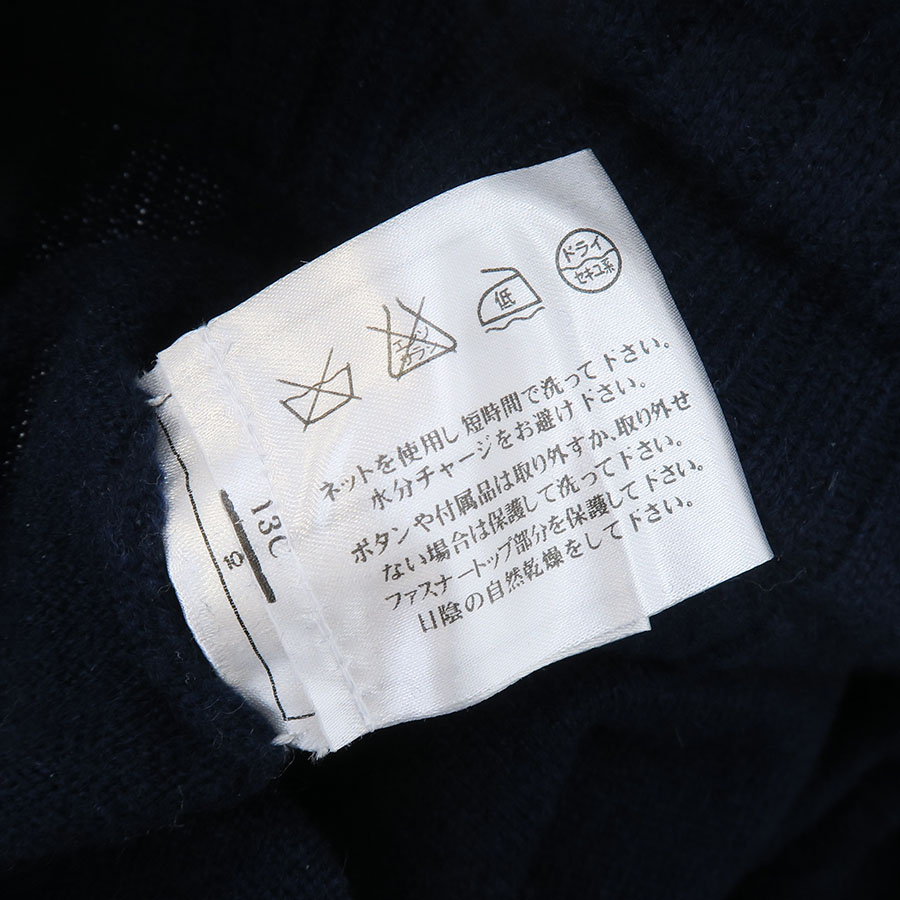 ドライ
セキユ系
低
エンソ
サラシ
ネットを使用し短時間で洗って下さい。
水分チャージをお避け下さい。
ボタンや付属品は取り外すか、取り外せ
ない場合は保護して洗って下さい。
ファスナートップ部分を保護して下さい。
日陰の自然乾燥をして下さい。